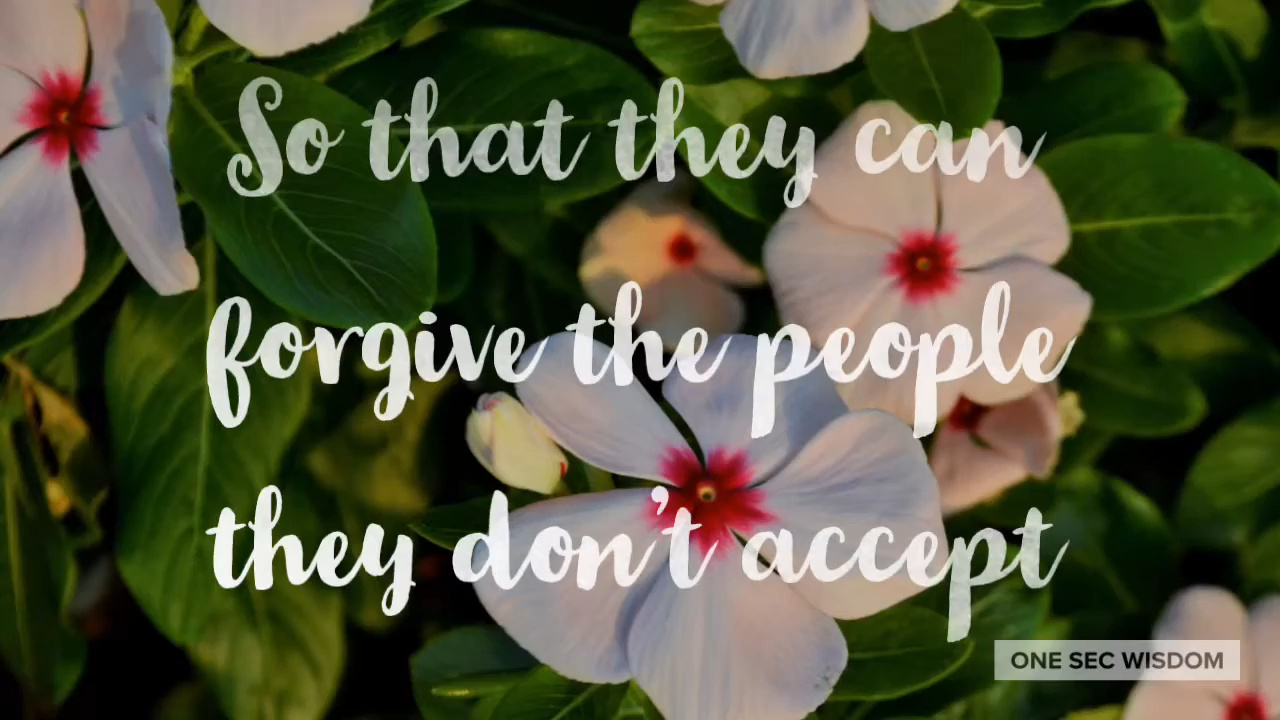 So that they can
forgive the people
they don't accept
ONE SEC WISDOM